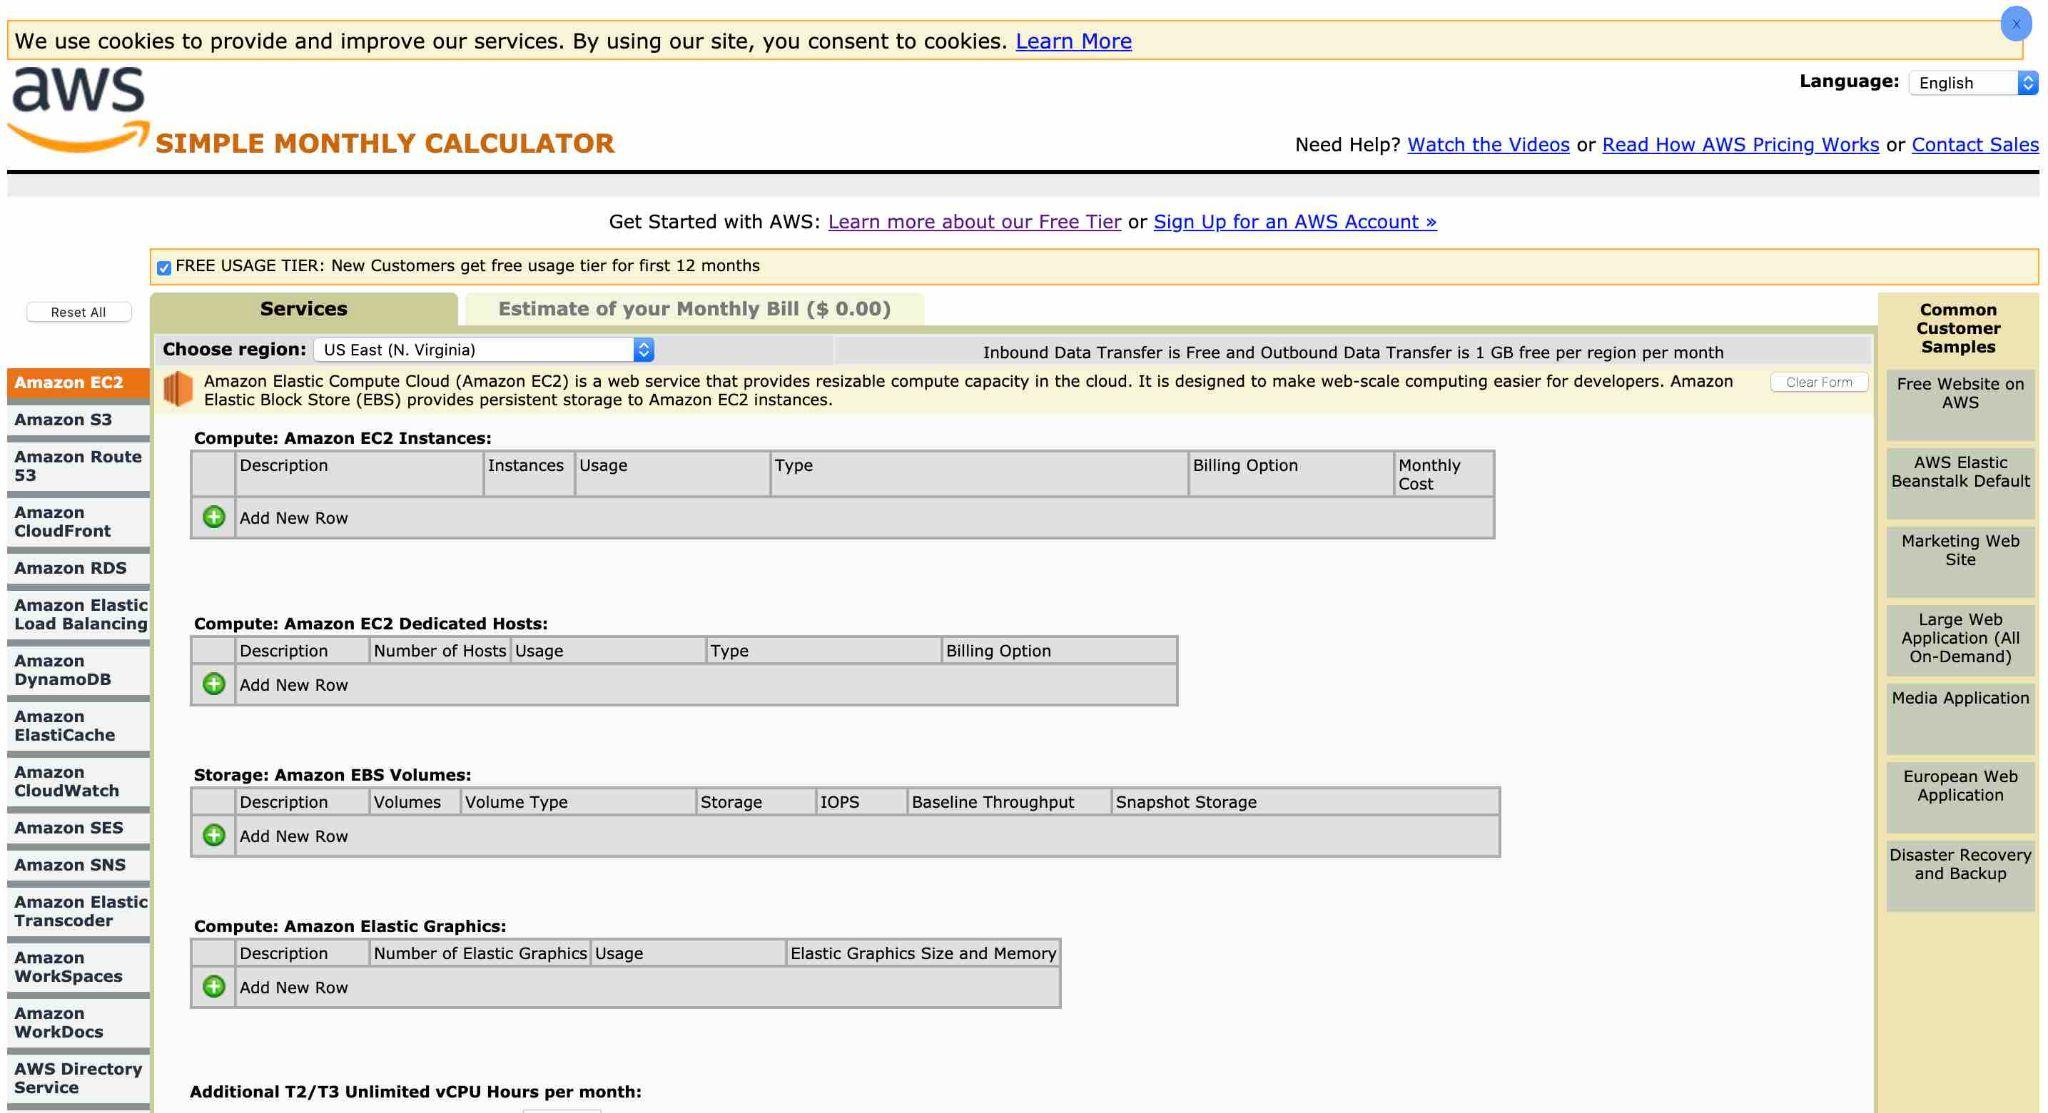 We use cookies to provide and improve our services. By using our site, you consent to cookies. Learn More
x
aws
SIMPLE MONTHLY CALCULATOR
Language: English
Need Help? Watch the Videos or Read How AWS Pricing Works or Contact Sales
Get Started with AWS: Learn more about our Free Tier or Sign Up for an AWS Account »
FREE USAGE TIER: New Customers get free usage tier for first 12 months
Reset All
Services
Estimate of your Monthly Bill ($ 0.00)
Choose region: US East (N. Virginia)
Inbound Data Transfer is Free and Outbound Data Transfer is 1 GB free per region per month
Amazon EC2
Amazon S3
Amazon Route
53
Amazon
CloudFront
Amazon RDS
Amazon Elastic
Load Balancing
Amazon
DynamoDB
Amazon
ElastiCache
Amazon
CloudWatch
Amazon SES
Amazon SNS
Amazon Elastic
Transcoder
Amazon
WorkSpaces
Amazon
WorkDocs
AWS Directory
Service
Amazon Elastic Compute Cloud (Amazon EC2) is a web service that provides resizable compute capacity in the cloud. It is designed to make web-scale computing easier for developers. Amazon
Elastic Block Store (EBS) provides persistent storage to Amazon EC2 instances.
Clear Form
Compute: Amazon EC2 Instances:
Description Instances Usage Type Billing Option Monthly
Cost
Add New Row
Compute: Amazon EC2 Dedicated Hosts:
Description Number of Hosts Usage Type Billing Option
Add New Row
Storage: Amazon EBS Volumes:
Description Volumes Volume Type Storage IOPS Baseline Throughput Snapshot Storage
Add New Row
Compute: Amazon Elastic Graphics:
Description Number of Elastic Graphics Usage Elastic Graphics Size and Memory
Add New Row
Additional T2/T3 Unlimited vCPU Hours per month:
Common
Customer
Samples
Free Website on
AWS
AWS Elastic
Beanstalk Default
Marketing Web
Site
Large Web
Application (All
On-Demand)
Media Application
European Web
Application
Disaster Recovery
and Backup